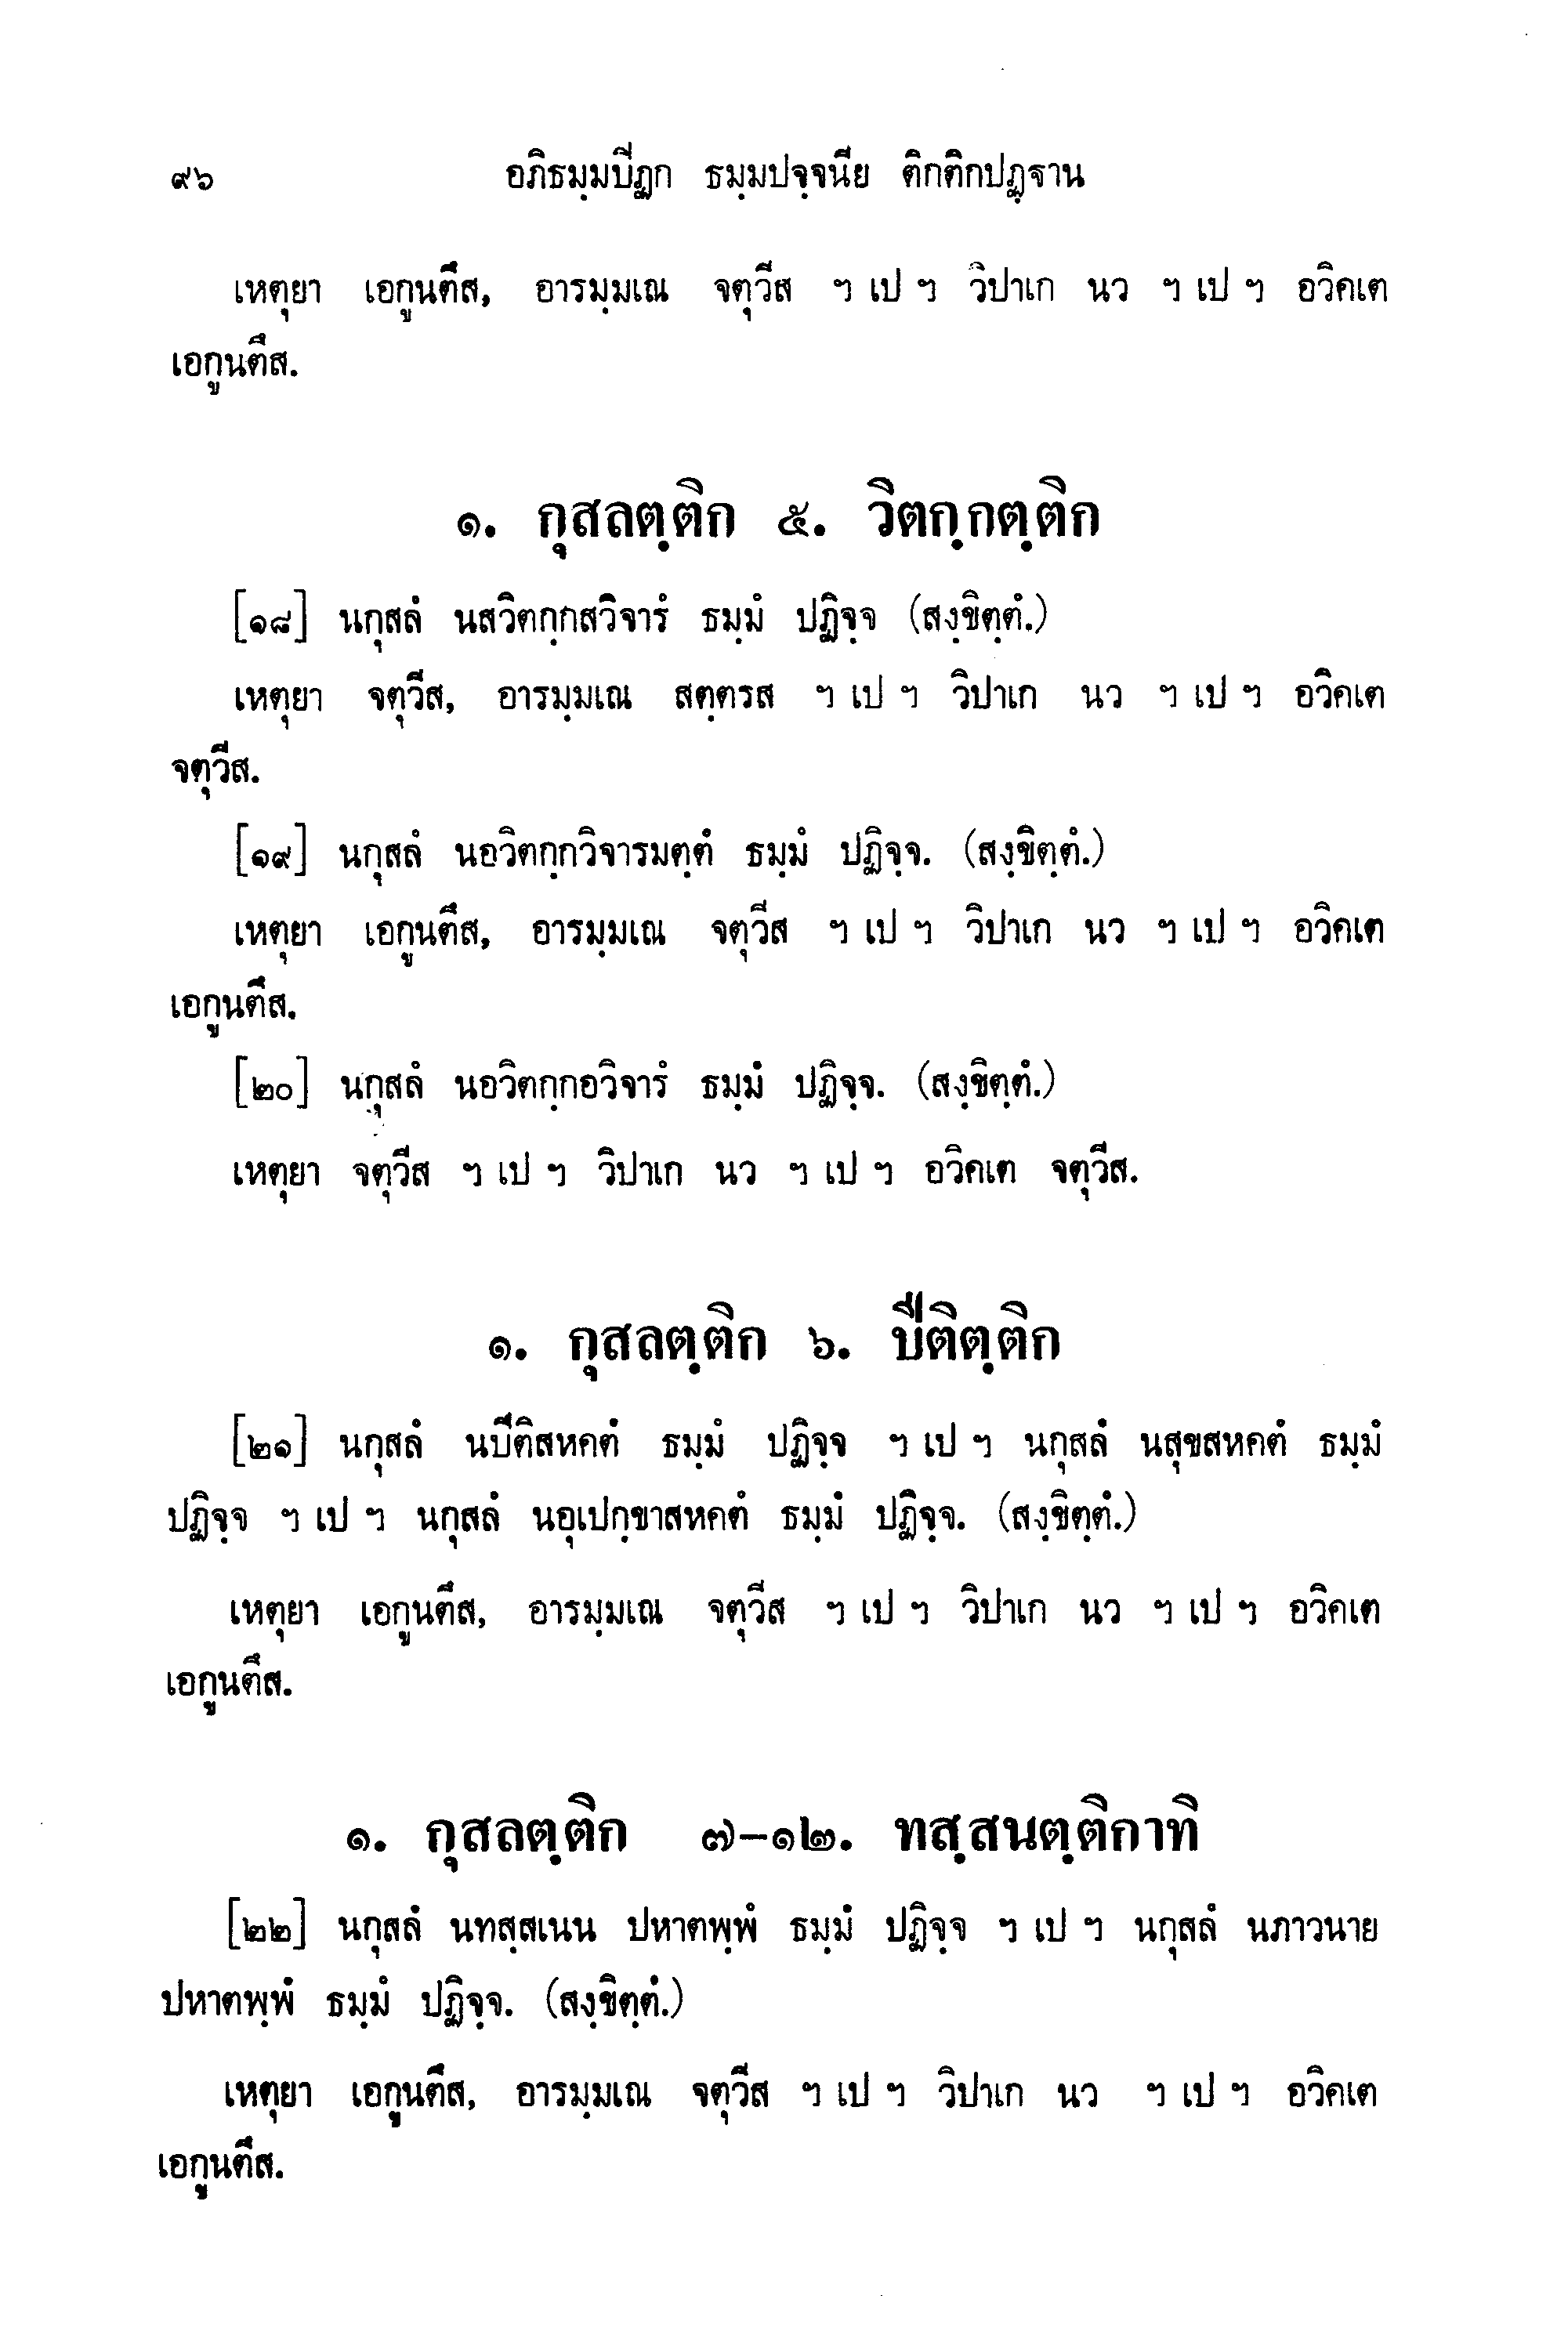 ๙๖ อภิธมฺมปีฏก ธมฺมปจฺจนีย ติกติกปฏฺฐาน
เหตุยา เอกูนตึส, อารมฺมเณ จตุวีส ฯ เป ฯ วิปาเก นว ฯ เป ฯ อวิคเต
เอกูนตึส.
๑. กุสลตฺติก ๕. วิตกฺกตฺติก
[๑๘] นกุสลํ นสวิตกฺกสวิจารํ ธมฺมํ ปฏิจฺจ (สงฺขิตฺตํ.)
เหตุยา จตุวีส, อารมฺมเณ สตฺตรส ฯ เป ฯ วิปาเก นว ฯ เป ฯ อวิคเต
จตุวีส.
[๑๙] นกุสลํ นอวิตกฺกวิจารมตฺตํ ธมฺมํ ปฏิจฺจ. (สงฺขิตฺตํ.)
เหตุยา เอกูนตึส, อารมฺมเณ จตุวีส ฯ เป ฯ วิปาเก นว ฯ เป ฯ อวิคเต
เอกูนตึส.
[๒๐] นกุสลํ นอวิตกฺกอวิจารํ ธมฺมํ ปฏิจฺจ. (สงฺขิตฺตํ.)
เหตุยา จตุวีส ฯ เป ฯ วิปาเก นว ฯ เป ฯ อวิคเต จตุวีส.
๑. กุสลตฺติก ๖. ปีติตฺติก
[๒๑] นกุสลํ นปีติสหคตํ ธมฺมํ ปฏิจฺจ ฯ เป ฯ นกุสลํ นสุขสหคตํ ธมฺมํ
ปฏิจฺจ ฯ เป ฯ นกุสลํ นอุเปกฺขาสหคตํ ธมฺมํ ปฏิจฺจ. (สงฺขิตฺตํ.)
เหตุยา เอกูนตึส, อารมฺมเณ จตุวีส ฯ เป ฯ วิปาเก นว ฯ เป ฯ อวิคเต
เอกูนตึส.
๑. กุสลตฺติก ๗-๑๒. ทสฺสนตฺติกาทิ
[๒๒] นกุสลํ นทสฺสเนน ปหาตพฺพํ ธมฺมํ ปฏิจฺจ ฯ เป ฯ นกุสลํ นภาวนาย
ปหาตพฺพํ ธมฺมํ ปฏิจฺจ. (สงฺขิตฺตํ.)
เหตุยา เอกูนตึส, อารมฺมเณ จตุวีส ฯ เป ฯ วิปาเก นว ฯ เป ฯ อวิคเต
เอกูนตึส.